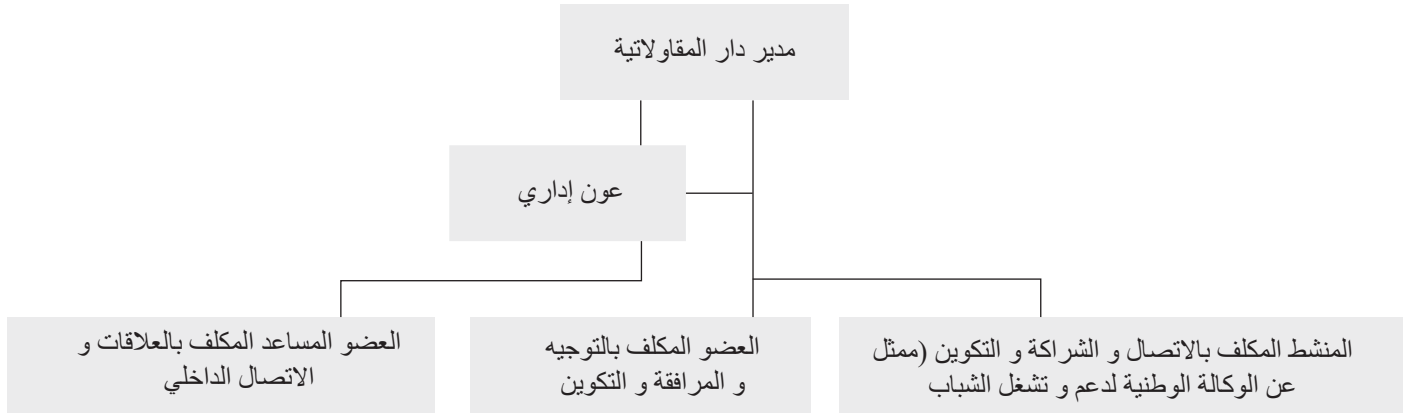 مدير دار المقاولاتية
عون إداري
المنشط المكلف بالاتصال و الشراكة و التكوين (ممثل
عن الوكالة الوطنية لدعم و تشغل الشباب
العضو المكلف بالتوجيه
و المرافقة و التكوين
العضو المساعد المكلف بالعلاقات و
الاتصال الداخلي